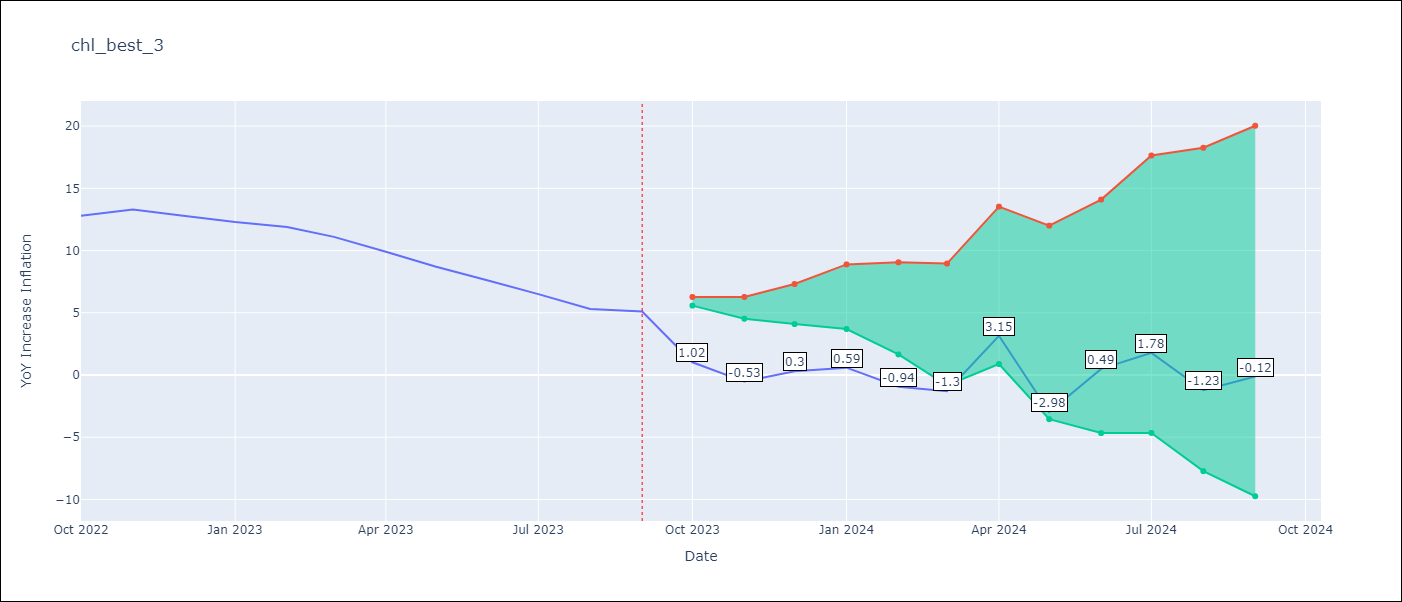 chl_best_3
YoY Increase Inflation
20
15
10
5
0
−5
−10
1.02
-0.53
0.3
0.59
-0.94
-1.3
3.15
-2.98
0.49
1.78
-1.23
-0.12
Oct 2022
Jan 2023
Apr 2023
Jul 2023
Oct 2023
Jan 2024
Apr 2024
Jul 2024
Oct 2024
Date